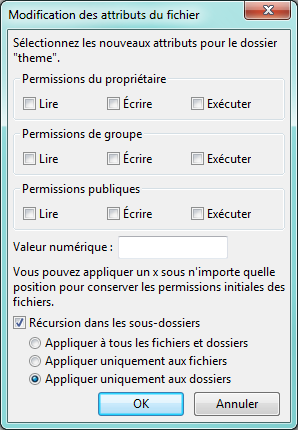 Modification des attributs du fichier
Sélectionnez les nouveaux attributs pour le dossier
"theme".
Permissions du propriétaire
Lire Écrire Exécuter
Permissions de groupe
Lire Écrire Exécuter
Permissions publiques
Lire Écrire Exécuter
Valeur numérique :
Vous pouvez appliquer un x sous n'importe quelle
position pour conserver les permissions initiales des
fichiers.
Récursion dans les sous-dossiers
Appliquer à tous les fichiers et dossiers
Appliquer uniquement aux fichiers
Appliquer uniquement aux dossiers
OK Annuler